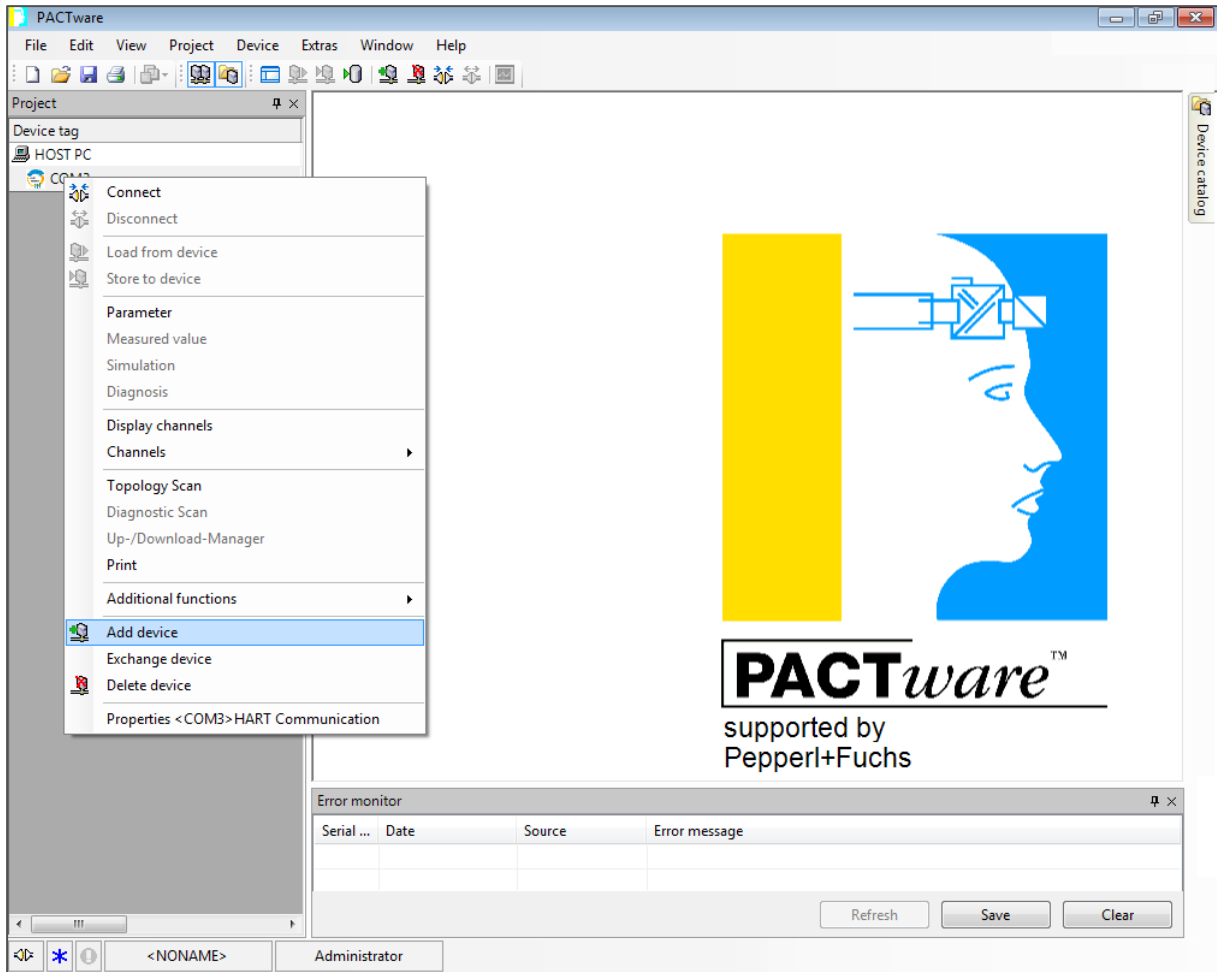 PACTware
File Edit View Project Device Extras Window Help
Project
Device tag
HOST PC
COM3
Connect
Disconnect
Load from device
Store to device
Parameter
Measured value
Simulation
Diagnosis
Display channels
Channels
Topology Scan
Diagnostic Scan
Up-/Download-Manager
Print
Additional functions
Add device
Exchange device
Delete device
Properties <COM3>HART Communication
Device catalog
PACTware™
supported by
Pepperl+Fuchs
Error monitor
Serial ... Date Source Error message
Refresh Save Clear
<NONAME> Administrator